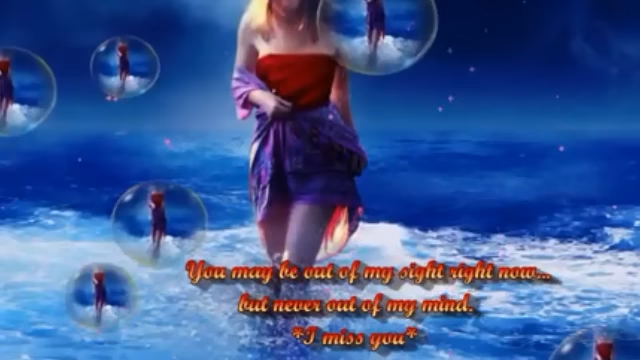 You may be out of my sight right now...
but never out of my mind.
*I miss you*